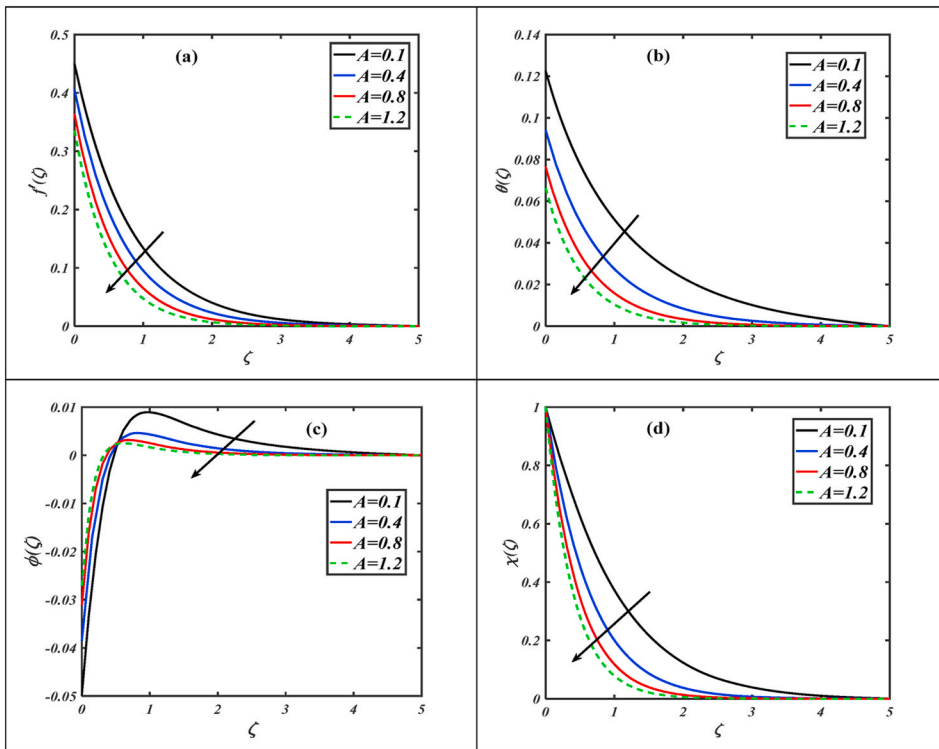 (a)
A=0.1
A=0.4
A=0.8
A=1.2
0.5
0.4
0.3
0.2
0.1
0
f'(ζ)
0 1 2 3 4 5
ζ
(b)
A=0.1
A=0.4
A=0.8
A=1.2
0.14
0.12
0.1
0.08
0.06
0.04
0.02
0
θ(ζ)
0 1 2 3 4 5
ζ
(c)
A=0.1
A=0.4
A=0.8
A=1.2
0.01
0
-0.01
-0.02
-0.03
-0.04
-0.05
ϕ(ζ)
0 1 2 3 4 5
ζ
(d)
A=0.1
A=0.4
A=0.8
A=1.2
1
0.8
0.6
0.4
0.2
0
χ(ζ)
0 1 2 3 4 5
ζ